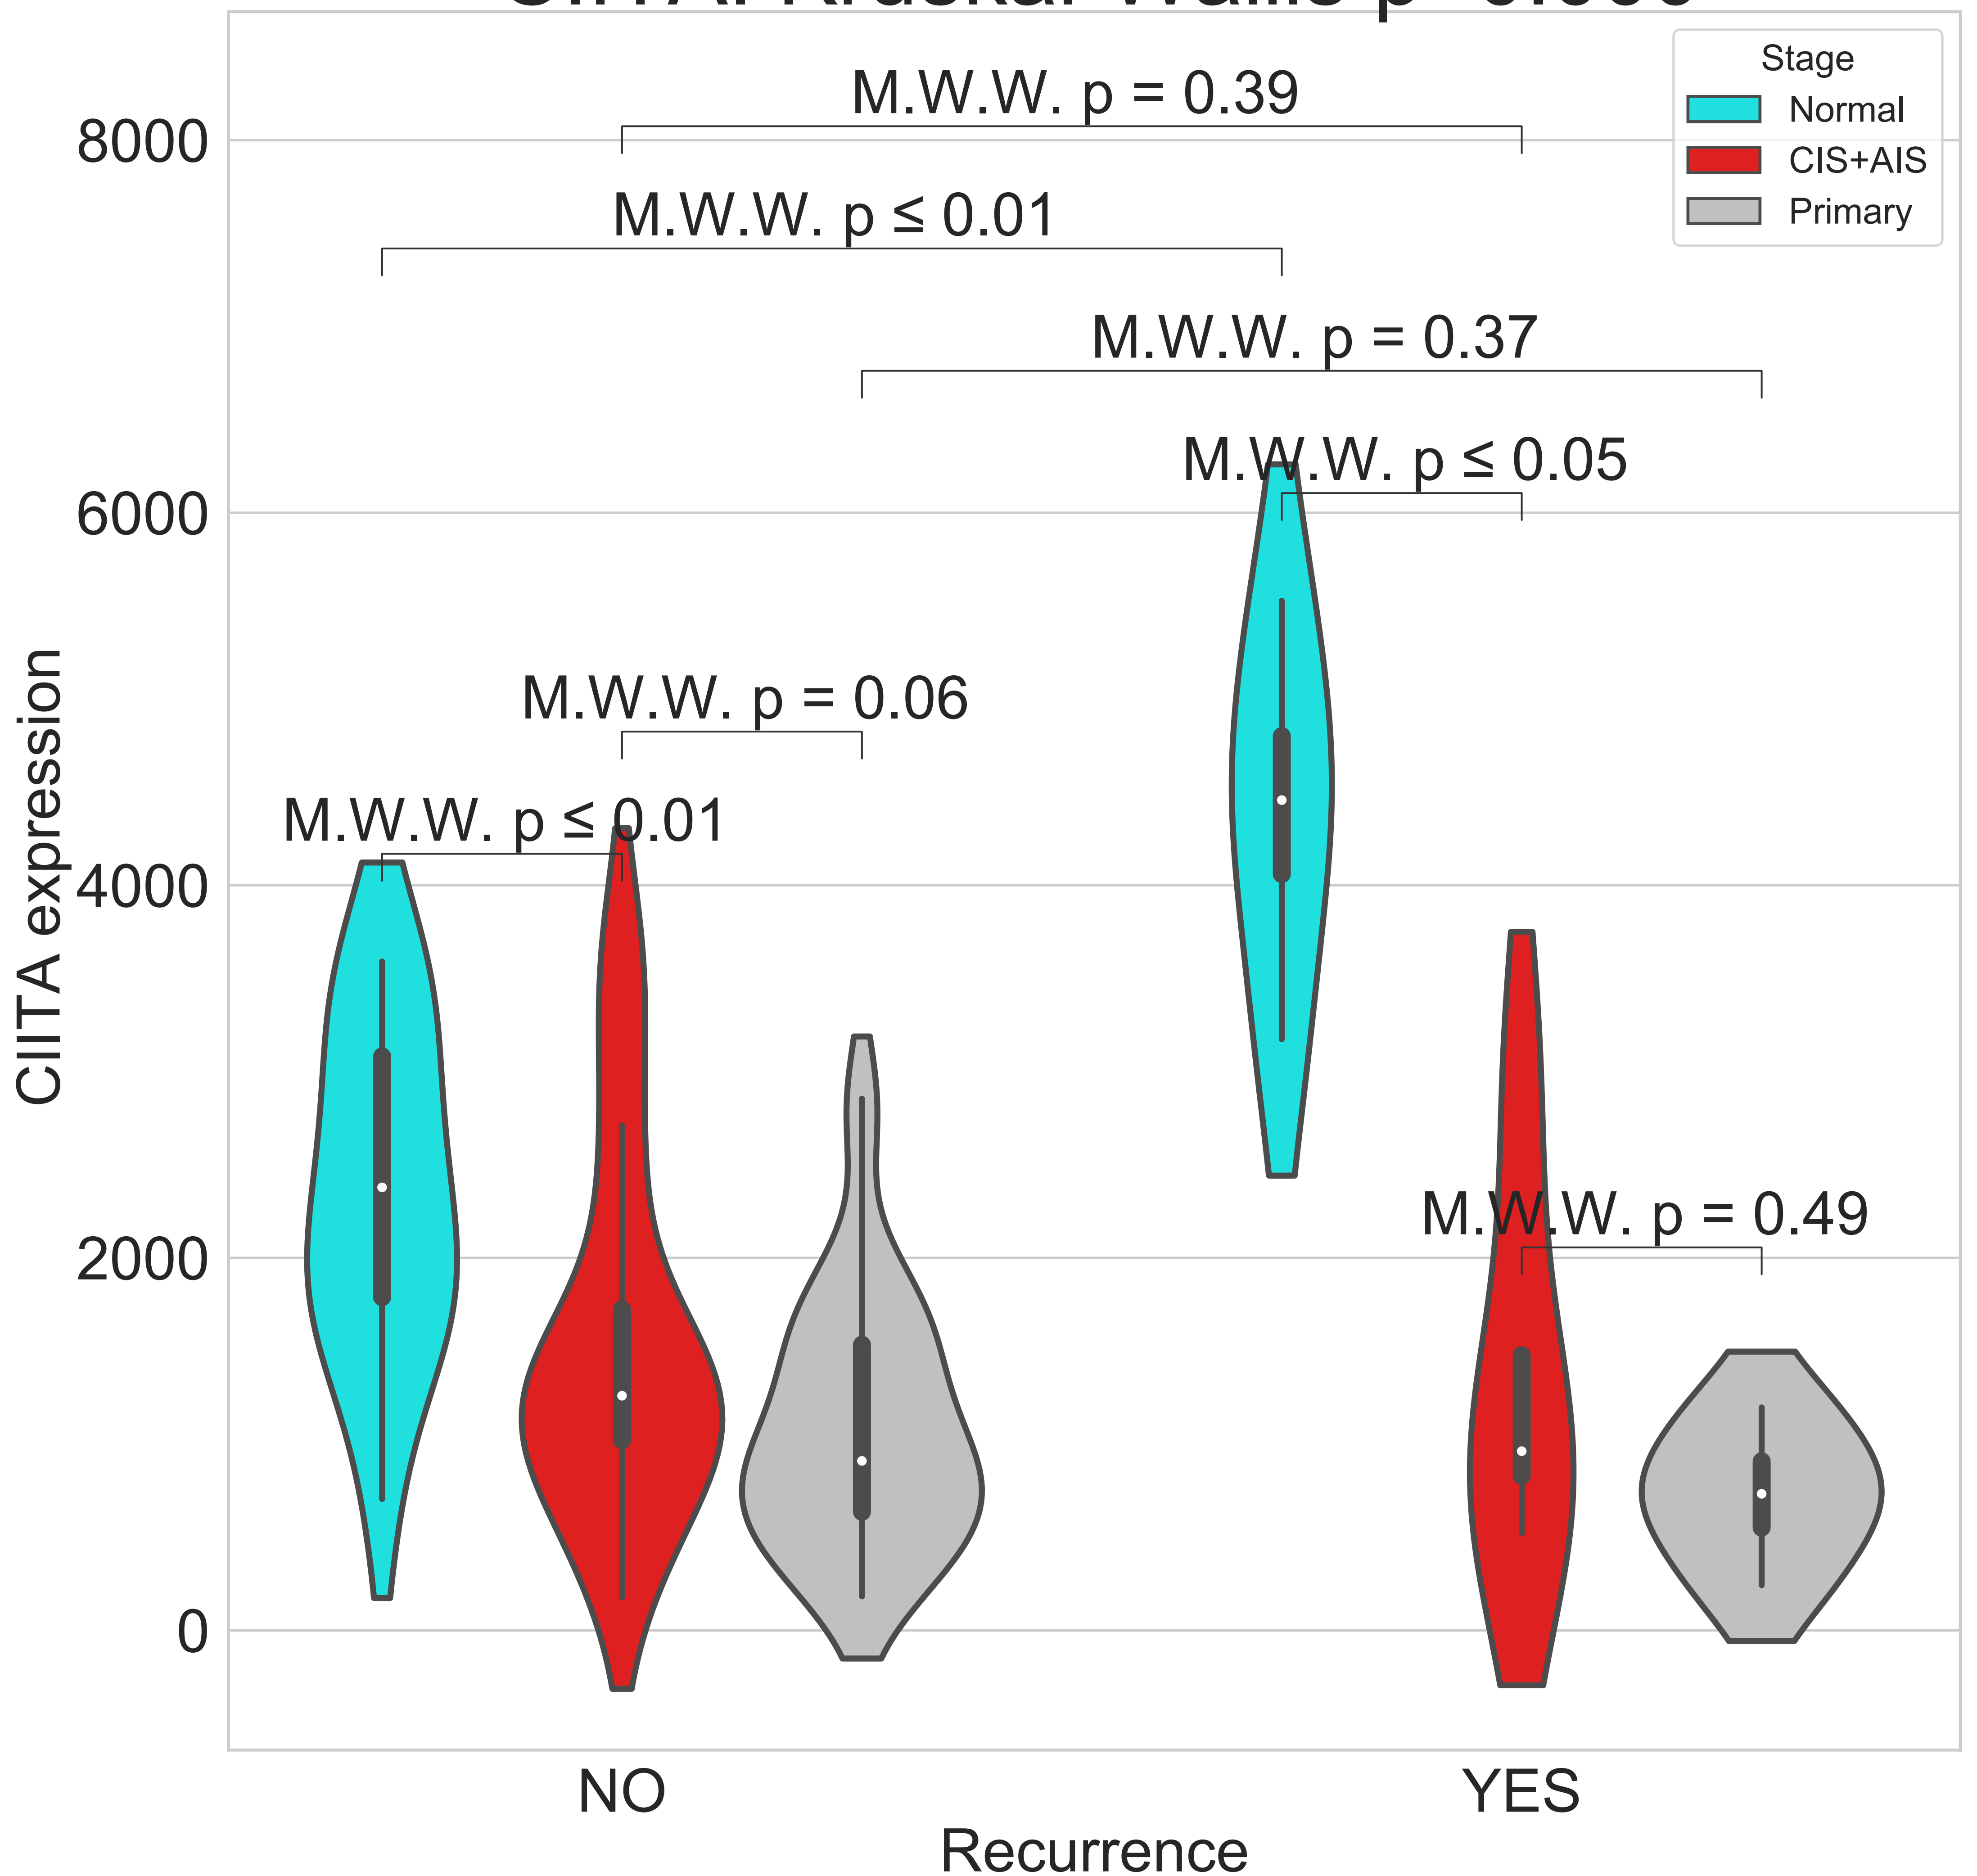 Stage
Normal
CIS+AIS
Primary
M.W.W. p = 0.39
M.W.W. p ≤ 0.01
M.W.W. p = 0.37
M.W.W. p ≤ 0.05
M.W.W. p = 0.06
M.W.W. p ≤ 0.01
M.W.W. p = 0.49
8000
6000
4000
2000
0
CIITA expression
NO
YES
Recurrence